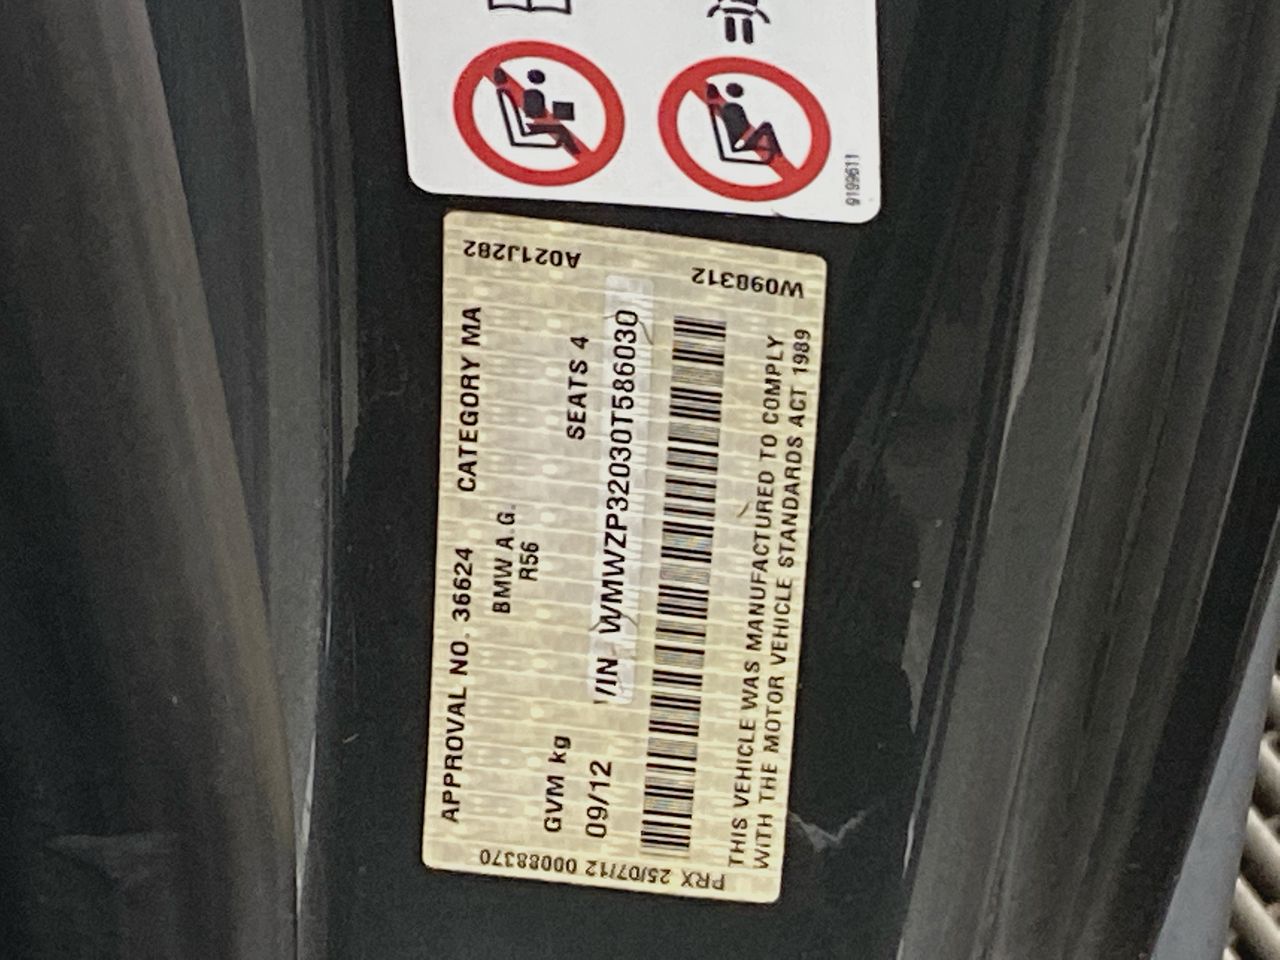 9199611
A021J282
W098312
APPROVAL NO. 36624 CATEGORY MA
BMW A.G.
R56
GVM kg SEATS 4
09/12 VIN WMWZP32030T586030
THIS VEHICLE WAS MANUFACTURED TO COMPLY
WITH THE MOTOR VEHICLE STANDARDS ACT 1989
PRX 25/07/12 00088370